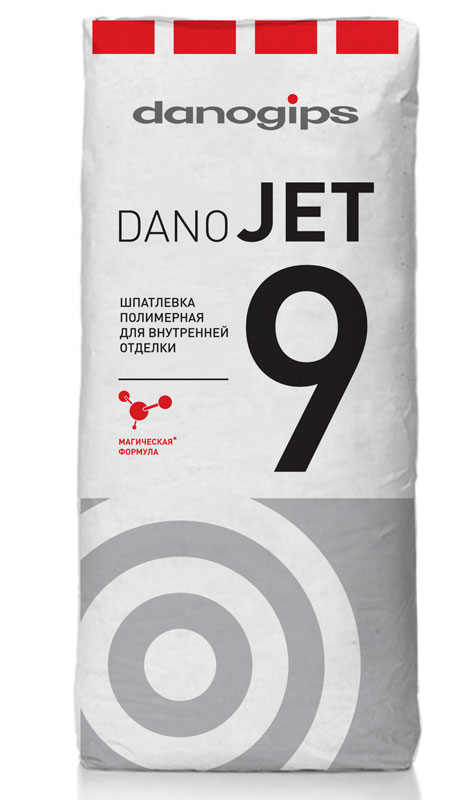 danogips
DANO JET
9
ШПАТЛЕВКА
ПОЛИМЕРНАЯ
ДЛЯ ВНУТРЕННЕЙ
ОТДЕЛКИ
МАГИЧЕСКАЯ*
ФОРМУЛА